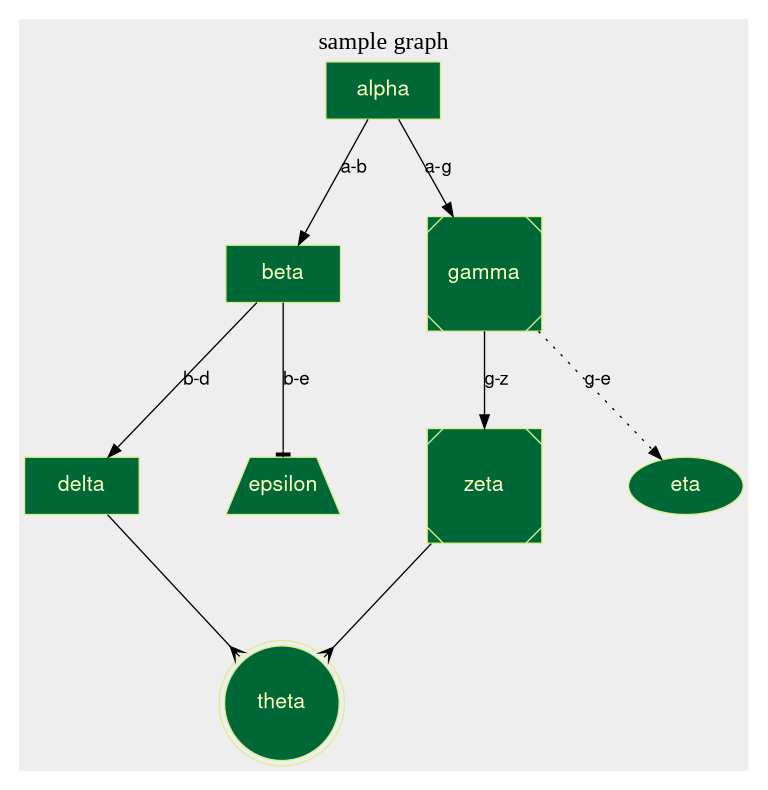 sample graph
alpha
a-b
a-g
beta
gamma
b-d
b-e
g-z
g-e
delta
epsilon
zeta
eta
theta